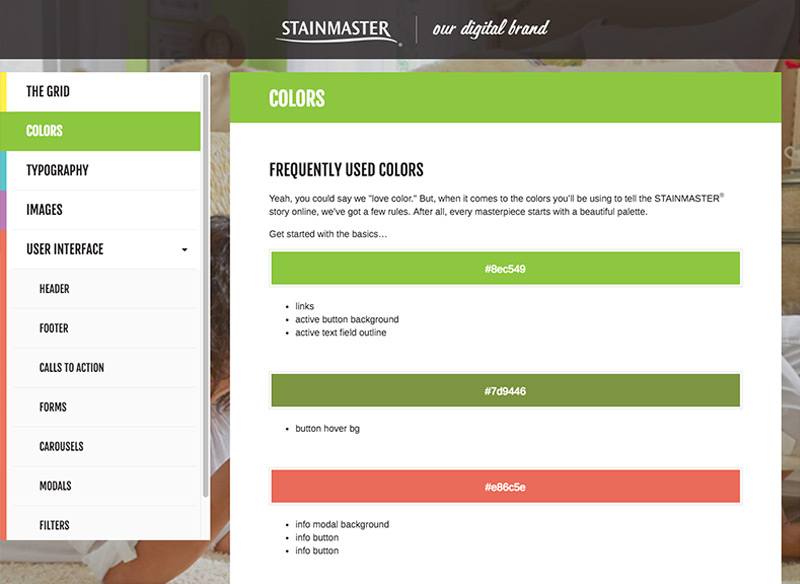 STAINMASTER®
our digital brand
THE GRID
COLORS
TYPOGRAPHY
IMAGES
USER INTERFACE
HEADER
FOOTER
CALLS TO ACTION
FORMS
CAROUSELS
MODALS
FILTERS
COLORS
FREQUENTLY USED COLORS
Yeah, you could say we "love color." But, when it comes to the colors you'll be using to tell the STAINMASTER®
story online, we've got a few rules. After all, every masterpiece starts with a beautiful palette.
Get started with the basics…
#8ec549
• links
• active button background
• active text field outline
#7d9446
• button hover bg
#e86c5e
• info modal background
• info button
• info button